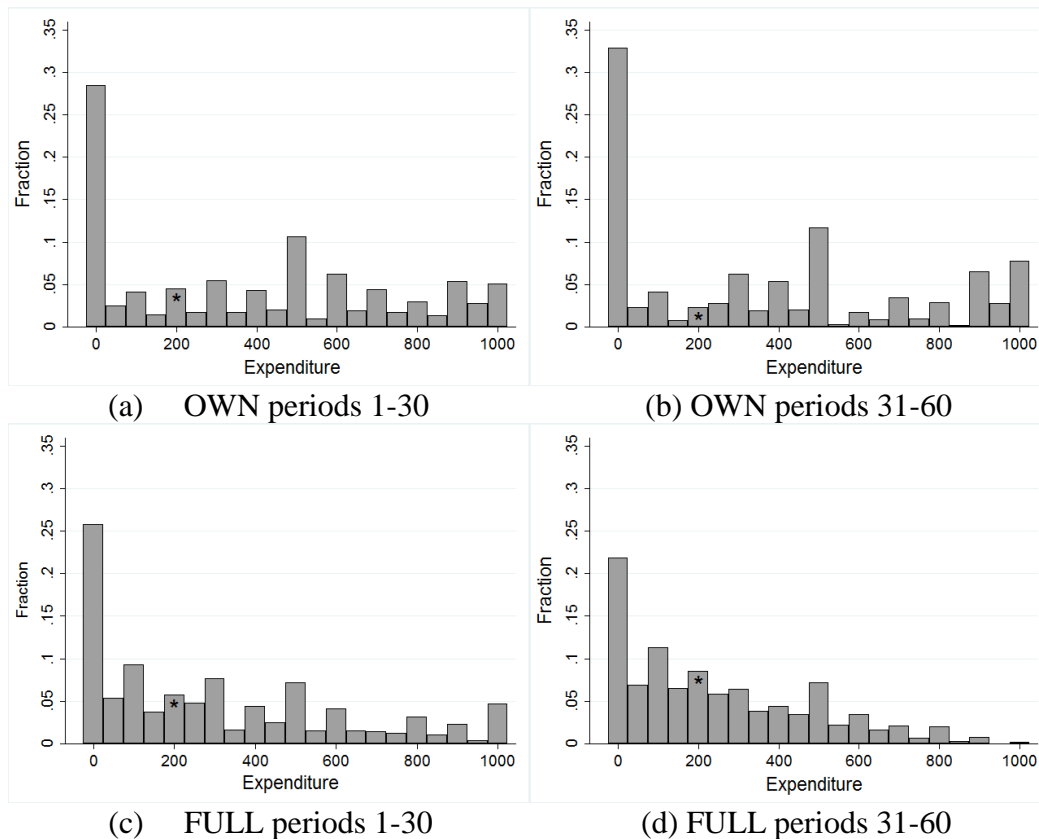 .35
.3
.25
.2
.15
.1
.05
0
Fraction
*
0 200 400 600 800 1000
Expenditure
(a) OWN periods 1-30
.35
.3
.25
.2
.15
.1
.05
0
Fraction
*
0 200 400 600 800 1000
Expenditure
(b) OWN periods 31-60
.35
.3
.25
.2
.15
.1
.05
0
Fraction
*
0 200 400 600 800 1000
Expenditure
(c) FULL periods 1-30
.35
.3
.25
.2
.15
.1
.05
0
Fraction
*
0 200 400 600 800 1000
Expenditure
(d) FULL periods 31-60